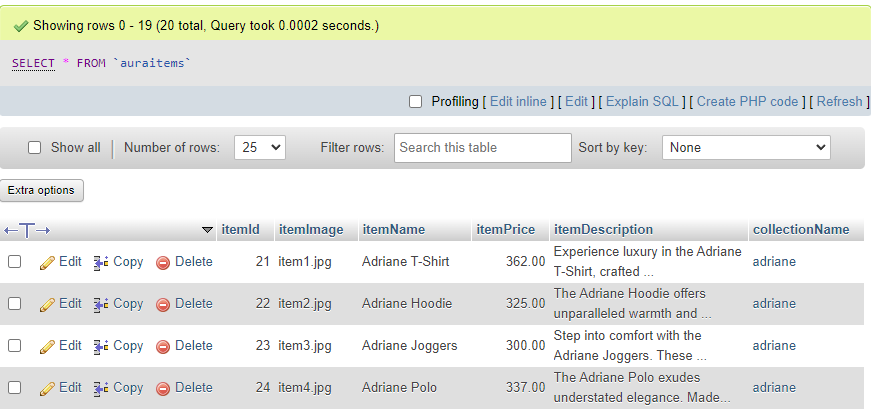 Showing rows 0 - 19 (20 total, Query took 0.0002 seconds.)
SELECT * FROM `auraitems`
Profiling [ Edit inline ] [ Edit ] [ Explain SQL ] [ Create PHP code ] [ Refresh ]
Show all Number of rows: 25 Filter rows: Search this table Sort by key: None
Extra options
←T→ itemId itemImage itemName itemPrice itemDescription collectionName
Edit Copy Delete 21 item1.jpg Adriane T-Shirt 362.00 Experience luxury in the Adriane T-Shirt, crafted ... adriane
Edit Copy Delete 22 item2.jpg Adriane Hoodie 325.00 The Adriane Hoodie offers unparalleled warmth and ... adriane
Edit Copy Delete 23 item3.jpg Adriane Joggers 300.00 Step into comfort with the Adriane Joggers. These ... adriane
Edit Copy Delete 24 item4.jpg Adriane Polo 337.00 The Adriane Polo exudes understated elegance. Made... adriane